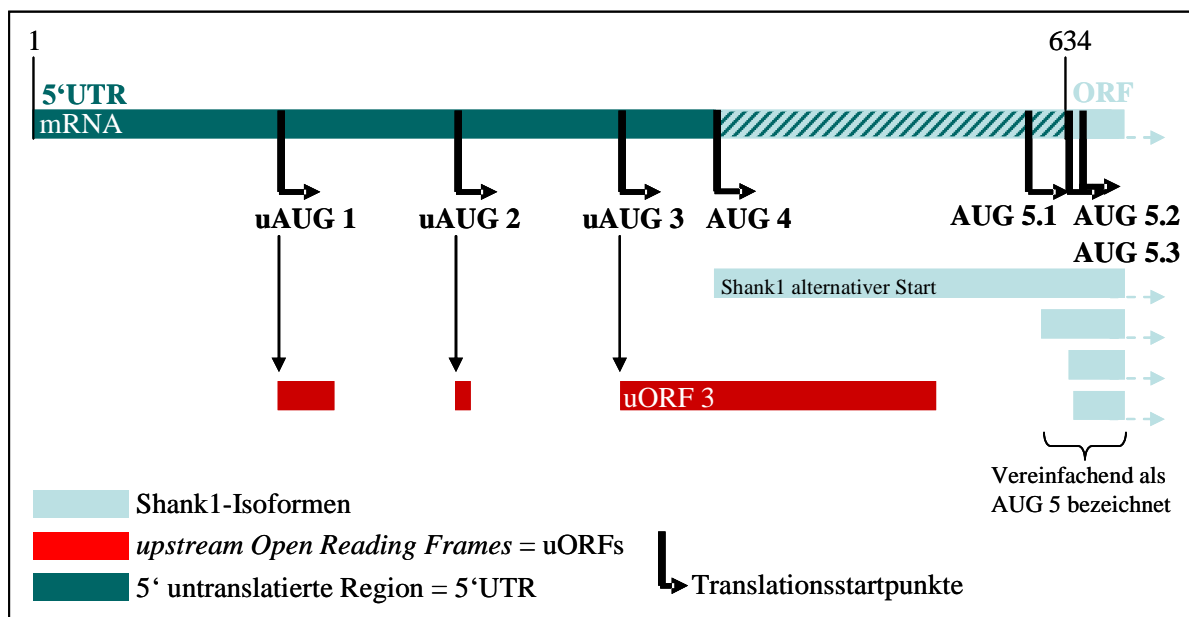 1
634
5‘UTR
ORF
mRNA
uAUG 1
uAUG 2
uAUG 3
AUG 4
AUG 5.1
AUG 5.2
AUG 5.3
Shank1 alternativer Start
uORF 3
Vereinfachend als
AUG 5 bezeichnet
Shank1-Isoformen
upstream Open Reading Frames = uORFs
5‘ untranslatierte Region = 5‘UTR
Translationsstartpunkte